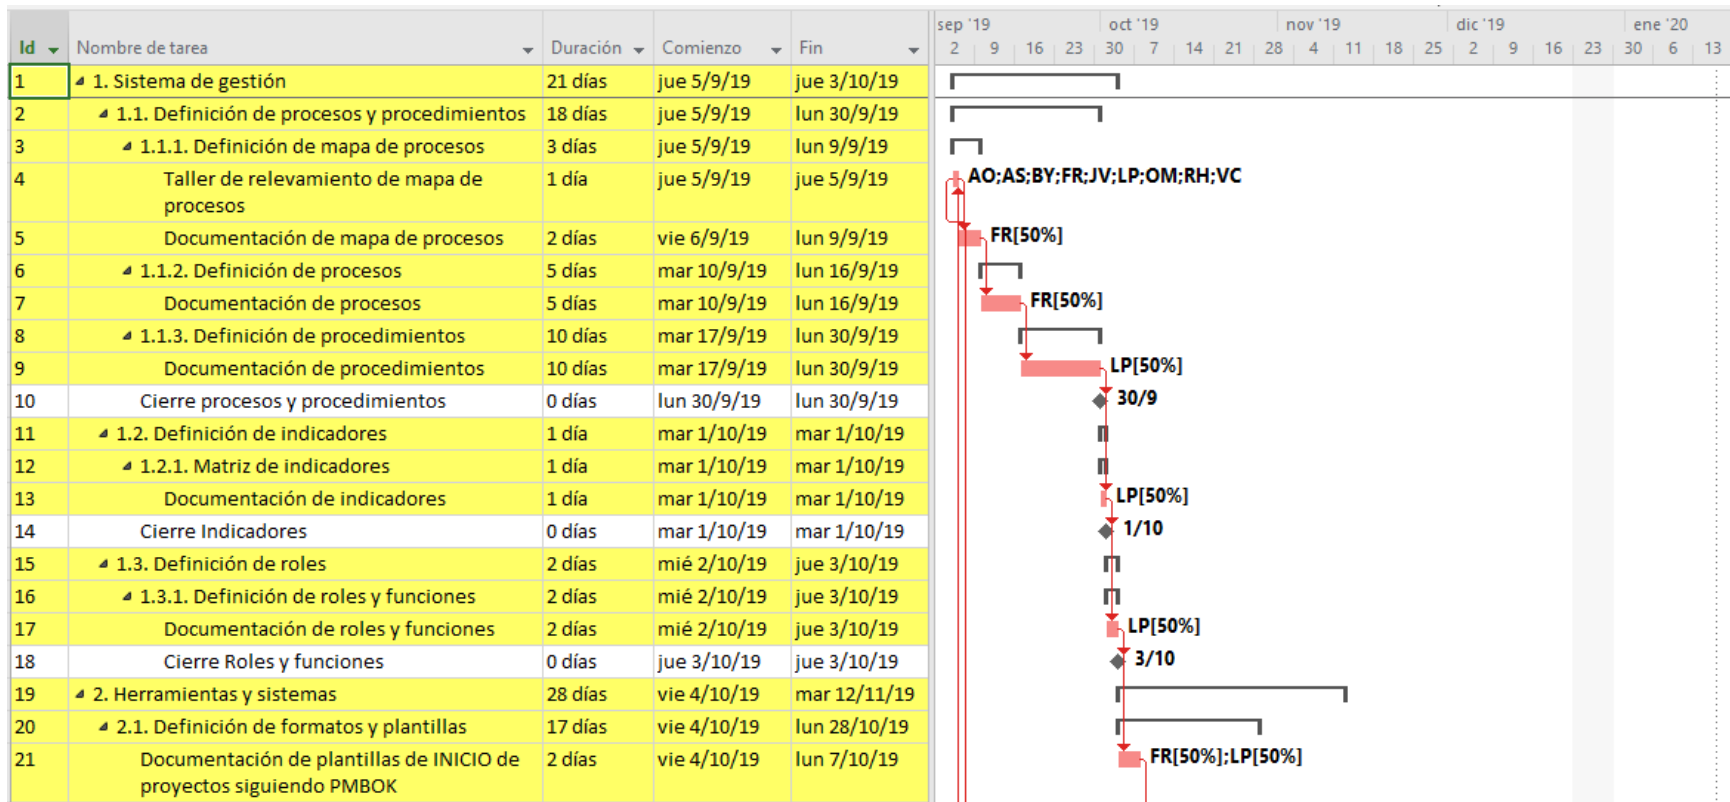 sep '19 oct '19 nov '19 dic '19 ene '20
Id Nombre de tarea Duración Comienzo Fin 2 9 16 23 30 7 14 21 28 4 11 18 25 2 9 16 23 30 6 13
1 1. Sistema de gestión 21 días jue 5/9/19 jue 3/10/19
2 1.1. Definición de procesos y procedimientos 18 días jue 5/9/19 lun 30/9/19
3 1.1.1. Definición de mapa de procesos 3 días jue 5/9/19 lun 9/9/19
4 Taller de relevamiento de mapa de 1 día jue 5/9/19 jue 5/9/19 AO;AS;BY;FR;JV;LP;OM;RH;VC
procesos
5 Documentación de mapa de procesos 2 días vie 6/9/19 lun 9/9/19 FR[50%]
6 1.1.2. Definición de procesos 5 días mar 10/9/19 lun 16/9/19
7 Documentación de procesos 5 días mar 10/9/19 lun 16/9/19 FR[50%]
8 1.1.3. Definición de procedimientos 10 días mar 17/9/19 lun 30/9/19
9 Documentación de procedimientos 10 días mar 17/9/19 lun 30/9/19 LP[50%]
10 Cierre procesos y procedimientos 0 días lun 30/9/19 lun 30/9/19 30/9
11 1.2. Definición de indicadores 1 día mar 1/10/19 mar 1/10/19
12 1.2.1. Matriz de indicadores 1 día mar 1/10/19 mar 1/10/19
13 Documentación de indicadores 1 día mar 1/10/19 mar 1/10/19 LP[50%]
14 Cierre Indicadores 0 días mar 1/10/19 mar 1/10/19 1/10
15 1.3. Definición de roles 2 días mié 2/10/19 jue 3/10/19
16 1.3.1. Definición de roles y funciones 2 días mié 2/10/19 jue 3/10/19
17 Documentación de roles y funciones 2 días mié 2/10/19 jue 3/10/19 LP[50%]
18 Cierre Roles y funciones 0 días jue 3/10/19 jue 3/10/19 3/10
19 2. Herramientas y sistemas 28 días vie 4/10/19 mar 12/11/19
20 2.1. Definición de formatos y plantillas 17 días vie 4/10/19 lun 28/10/19
21 Documentación de plantillas de INICIO de 2 días vie 4/10/19 lun 7/10/19 FR[50%];LP[50%]
proyectos siguiendo PMBOK